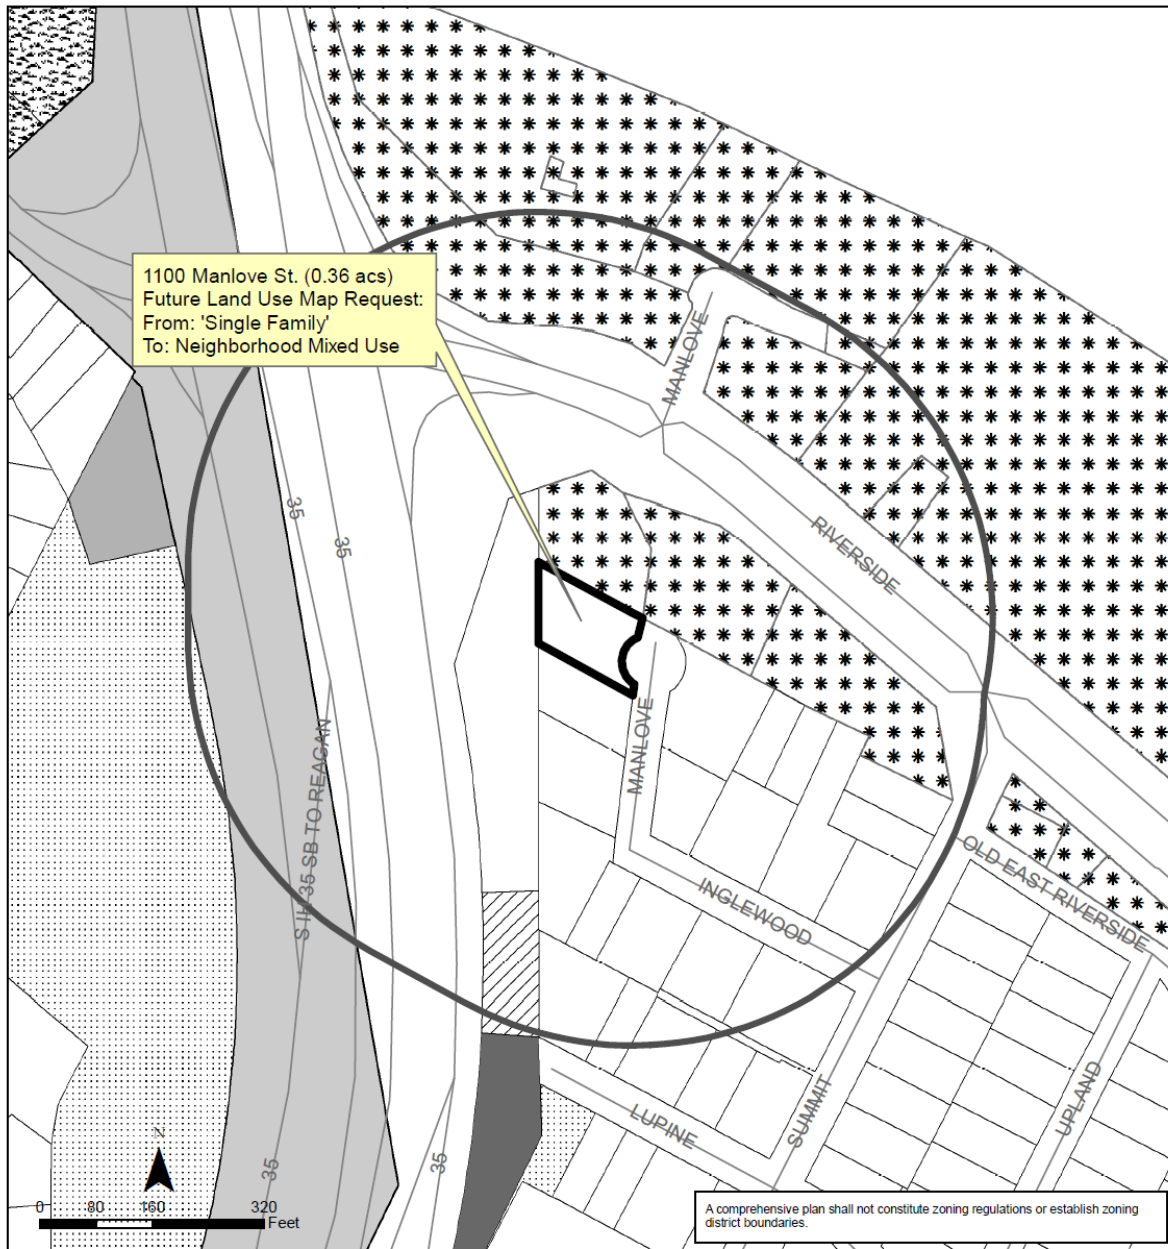 1100 Manlove St. (0.36 acs)
Future Land Use Map Request:
From: 'Single Family'
To: Neighborhood Mixed Use
MANLOVE
35
35
RIVERSIDE
MANLOVE
S IH 35 SB TO REAGAN
OLD EAST RIVERSIDE
INGLEWOOD
LUPINE
SUMMIT
UPLAND
35
35
N
0 80 160 320
Feet
A comprehensive plan shall not constitute zoning regulations or establish zoning
district boundaries.